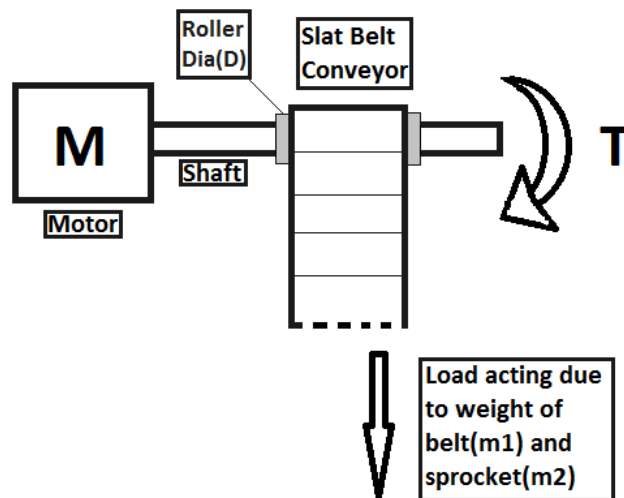 Roller
Dia(D)
Slat Belt
Conveyor
M
Shaft
Motor
T
Load acting due
to weight of
belt(m1) and
sprocket(m2)